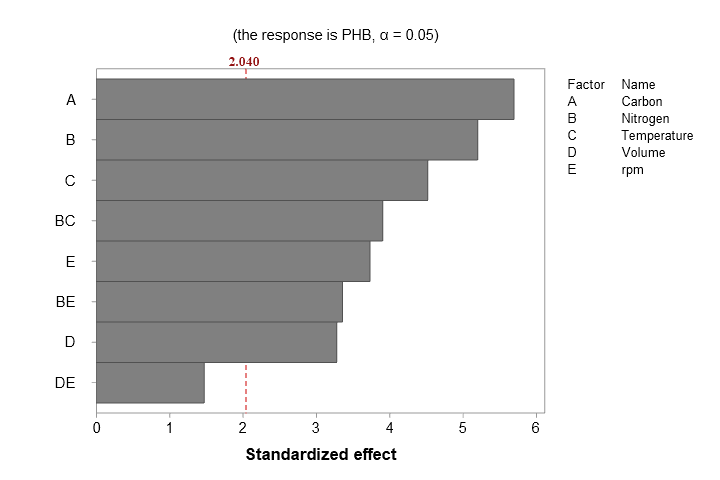 (the response is PHB, α = 0.05)
2.040
A
B
C
BC
E
BE
D
DE
0 1 2 3 4 5 6
Standardized effect
Factor Name
A Carbon
B Nitrogen
C Temperature
D Volume
E rpm